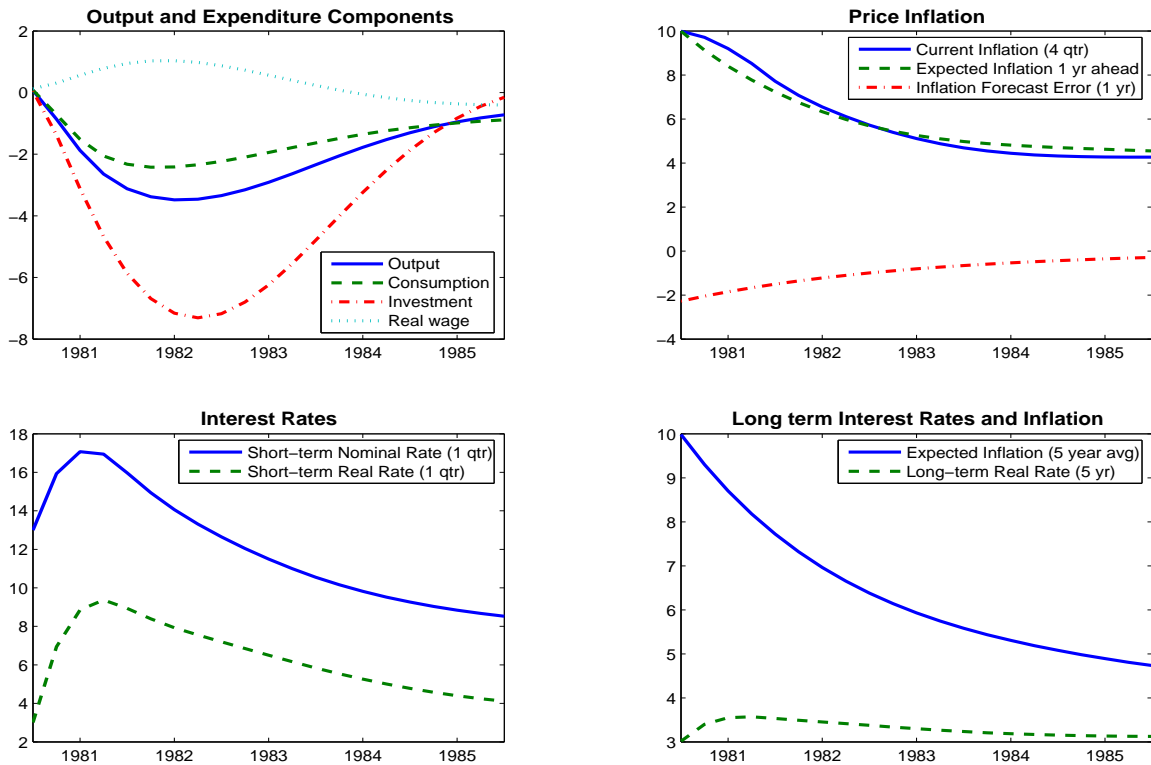 Output and Expenditure Components
2
0
−2
−4
−6
−8
1981 1982 1983 1984 1985
Output
Consumption
Investment
Real wage
Price Inflation
10
8
6
4
2
0
−2
−4
1981 1982 1983 1984 1985
Current Inflation (4 qtr)
Expected Inflation 1 yr ahead
Inflation Forecast Error (1 yr)
Interest Rates
18
16
14
12
10
8
6
4
2
1981 1982 1983 1984 1985
Short−term Nominal Rate (1 qtr)
Short−term Real Rate (1 qtr)
Long term Interest Rates and Inflation
10
9
8
7
6
5
4
3
1981 1982 1983 1984 1985
Expected Inflation (5 year avg)
Long−term Real Rate (5 yr)